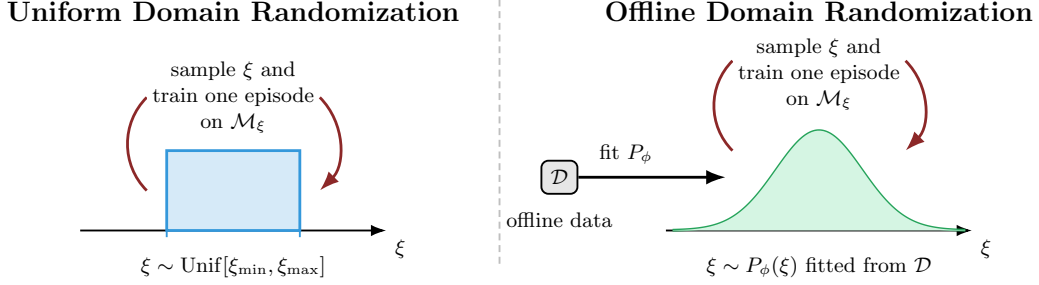 Uniform Domain Randomization
sample ξ and
train one episode
on ℳ_ξ
ξ
ξ ∼ Unif[ξ_min, ξ_max]
Offline Domain Randomization
sample ξ and
train one episode
on ℳ_ξ
fit P_ϕ
𝒟
offline data
ξ
ξ ∼ P_ϕ(ξ) fitted from 𝒟